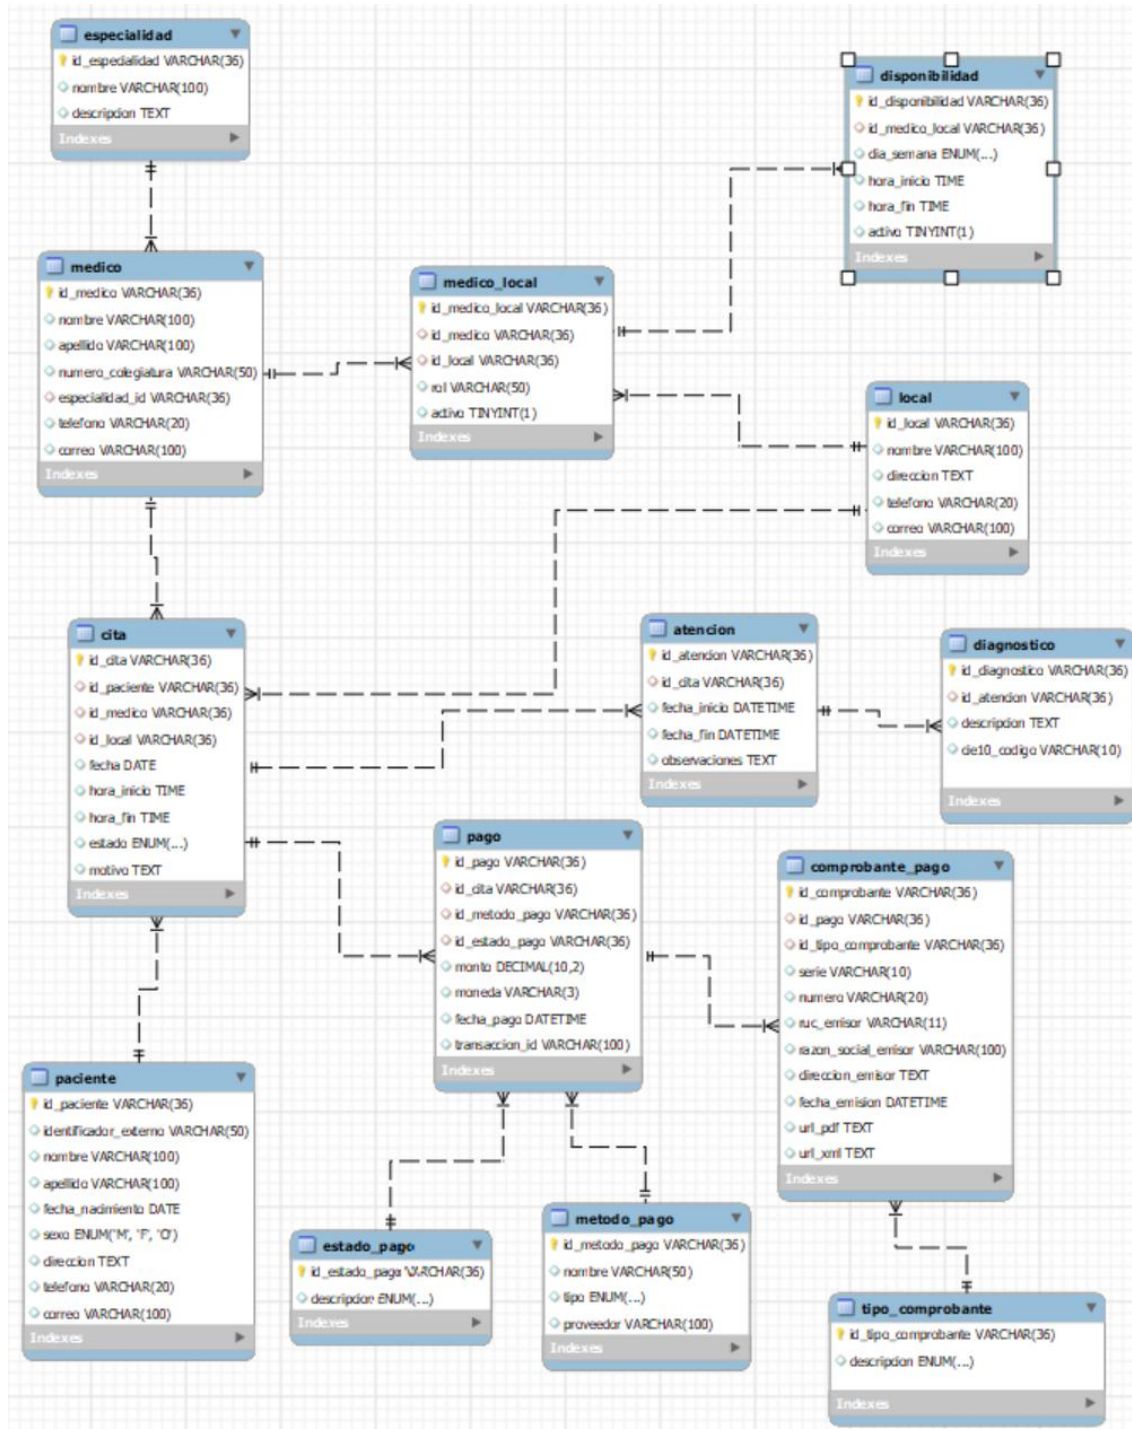 especialidad
id_especialidad VARCHAR(36)
nombre VARCHAR(100)
descripcion TEXT
Indexes
disponibilidad
id_disponibilidad VARCHAR(36)
id_medico_local VARCHAR(36)
dia_semana ENUM(...)
hora_inicio TIME
hora_fin TIME
activo TINYINT(1)
Indexes
medico
id_medico VARCHAR(36)
nombre VARCHAR(100)
apellido VARCHAR(100)
numero_colegiatura VARCHAR(50)
especialidad_id VARCHAR(36)
telefono VARCHAR(20)
correo VARCHAR(100)
Indexes
medico_local
id_medico_local VARCHAR(36)
id_medico VARCHAR(36)
id_local VARCHAR(36)
rol VARCHAR(50)
activo TINYINT(1)
Indexes
local
id_local VARCHAR(36)
nombre VARCHAR(100)
direccion TEXT
telefono VARCHAR(20)
correo VARCHAR(100)
Indexes
cita
id_cita VARCHAR(36)
id_paciente VARCHAR(36)
id_medico VARCHAR(36)
id_local VARCHAR(36)
fecha DATE
hora_inicio TIME
hora_fin TIME
estado ENUM(...)
motivo TEXT
Indexes
atencion
id_atencion VARCHAR(36)
id_cita VARCHAR(36)
fecha_inicio DATETIME
fecha_fin DATETIME
observaciones TEXT
Indexes
diagnostico
id_diagnostico VARCHAR(36)
id_atencion VARCHAR(36)
descripcion TEXT
cie10_codigo VARCHAR(10)
Indexes
pago
id_pago VARCHAR(36)
id_cita VARCHAR(36)
id_metodo_pago VARCHAR(36)
id_estado_pago VARCHAR(36)
monto DECIMAL(10,2)
moneda VARCHAR(3)
fecha_pago DATETIME
transaccion_id VARCHAR(100)
Indexes
comprobante_pago
id_comprobante VARCHAR(36)
id_pago VARCHAR(36)
id_tipo_comprobante VARCHAR(36)
serie VARCHAR(10)
numero VARCHAR(20)
ruc_emisor VARCHAR(11)
razon_social_emisor VARCHAR(100)
direccion_emisor TEXT
fecha_emision DATETIME
url_pdf TEXT
url_xml TEXT
Indexes
paciente
id_paciente VARCHAR(36)
identificador_externo VARCHAR(50)
nombre VARCHAR(100)
apellido VARCHAR(100)
fecha_nacimiento DATE
sexo ENUM('M', 'F', 'O')
direccion TEXT
telefono VARCHAR(20)
correo VARCHAR(100)
Indexes
estado_pago
id_estado_pago VARCHAR(36)
descripcion ENUM(...)
Indexes
metodo_pago
id_metodo_pago VARCHAR(36)
nombre VARCHAR(50)
tipo ENUM(...)
proveedor VARCHAR(100)
Indexes
tipo_comprobante
id_tipo_comprobante VARCHAR(36)
descripcion ENUM(...)
Indexes